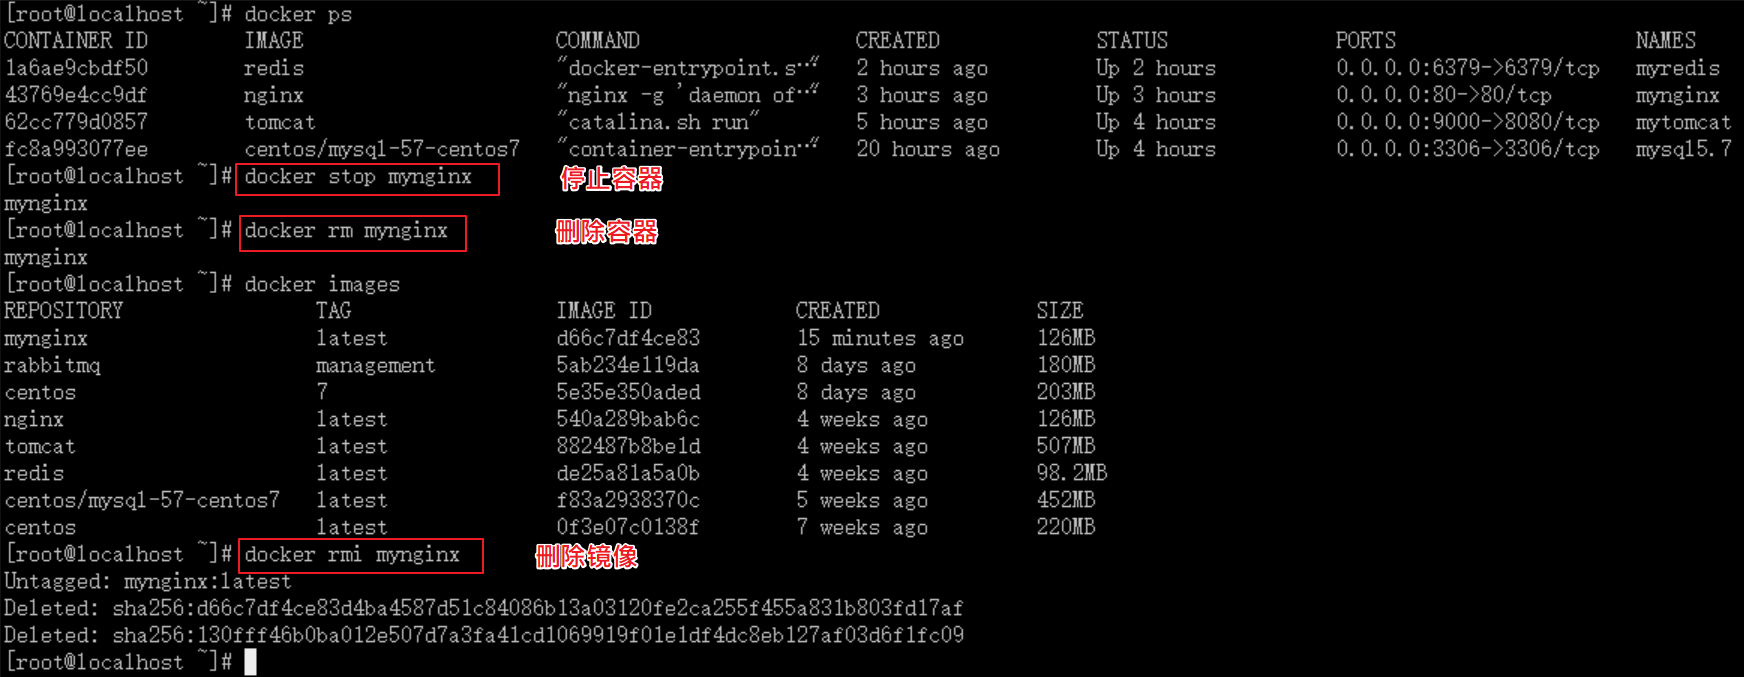 [root@localhost ~]# docker ps
CONTAINER ID IMAGE COMMAND CREATED STATUS PORTS NAMES
1a6ae9cbdf50 redis "docker-entrypoint.s…" 2 hours ago Up 2 hours 0.0.0.0:6379->6379/tcp myredis
43769e4cc9df nginx "nginx -g 'daemon of…" 3 hours ago Up 3 hours 0.0.0.0:80->80/tcp mynginx
62cc779d0857 tomcat "catalina.sh run" 5 hours ago Up 4 hours 0.0.0.0:9000->8080/tcp mytomcat
fc8a993077ee centos/mysql-57-centos7 "container-entrypoin…" 20 hours ago Up 4 hours 0.0.0.0:3306->3306/tcp mysql5.7
[root@localhost ~]# docker stop mynginx 停止容器
mynginx
[root@localhost ~]# docker rm mynginx 删除容器
mynginx
[root@localhost ~]# docker images
REPOSITORY TAG IMAGE ID CREATED SIZE
mynginx latest d66c7df4ce83 15 minutes ago 126MB
rabbitmq management 5ab234e119da 8 days ago 180MB
centos 7 5e35e350aded 8 days ago 203MB
nginx latest 540a289bab6c 4 weeks ago 126MB
tomcat latest 882487b8be1d 4 weeks ago 507MB
redis latest de25a81a5a0b 4 weeks ago 98.2MB
centos/mysql-57-centos7 latest f83a2938370c 5 weeks ago 452MB
centos latest 0f3e07c0138f 7 weeks ago 220MB
[root@localhost ~]# docker rmi mynginx 删除镜像
Untagged: mynginx:latest
Deleted: sha256:d66c7df4ce83d4ba4587d51c84086b13a03120fe2ca255f455a831b803fd17af
Deleted: sha256:130fff46b0ba012e507d7a3fa41cd1069919f01e1df4dc8eb127af03d6f1fc09
[root@localhost ~]#